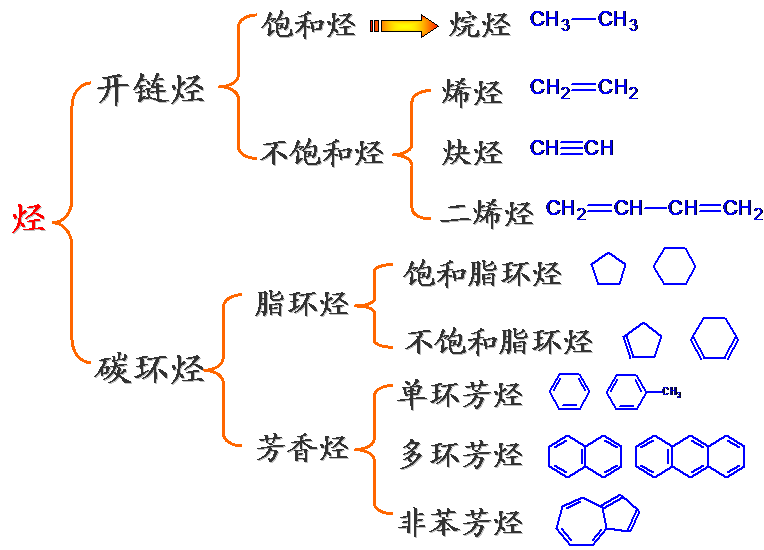 烃
开链烃
饱和烃
烷烃
CH₃—CH₃
不饱和烃
烯烃
CH₂=CH₂
炔烃
CH≡CH
二烯烃
CH₂=CH—CH=CH₂
碳环烃
脂环烃
饱和脂环烃
不饱和脂环烃
芳香烃
单环芳烃
CH₃
多环芳烃
非苯芳烃